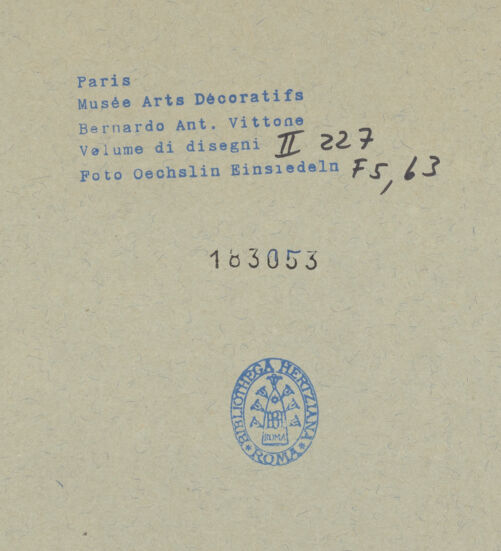 Paris
Musée Arts Décoratifs
Bernardo Ant. Vittone
Volume di disegni II 227
Foto Oechslin Einsiedeln F5, 63
183053
BIBLIOTHECA HERTZIANA
ROMA
ROMA